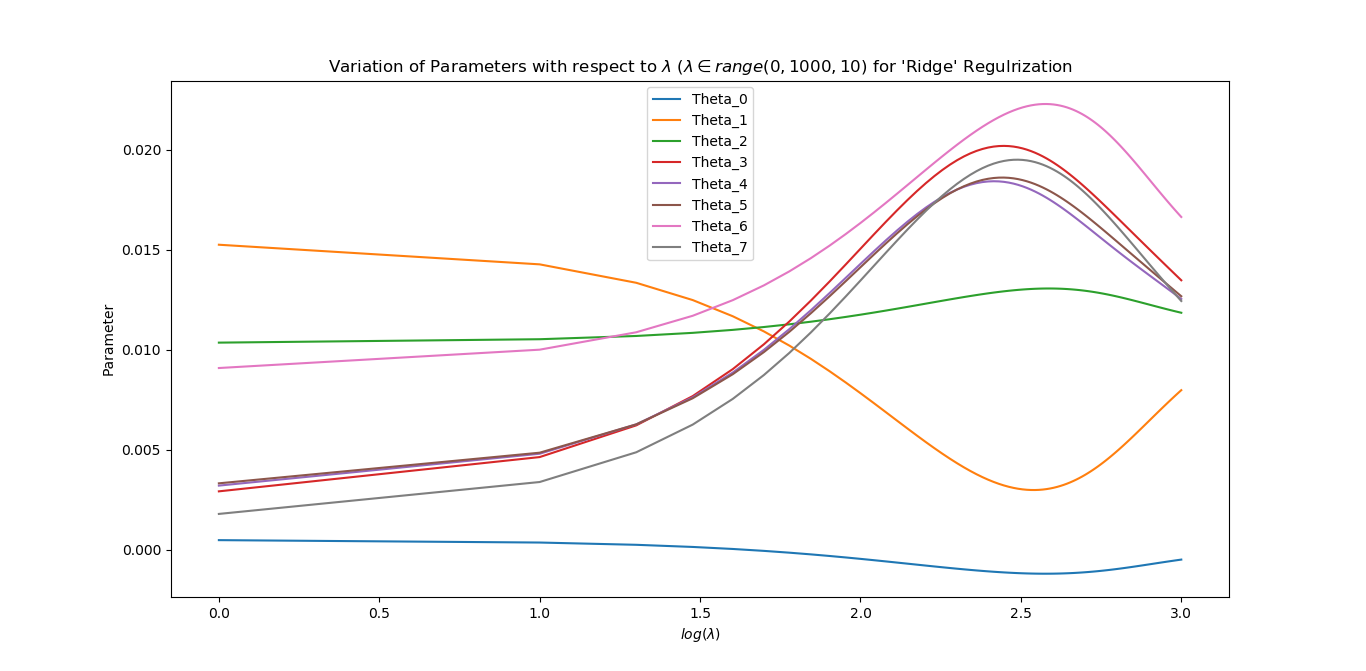 Variation of Parameters with respect to λ (λ ∈ range(0, 1000, 10) for 'Ridge' Regulrization
Theta_0
Theta_1
Theta_2
Theta_3
Theta_4
Theta_5
Theta_6
Theta_7
Parameter
0.020
0.015
0.010
0.005
0.000
0.0 0.5 1.0 1.5 2.0 2.5 3.0
log(λ)